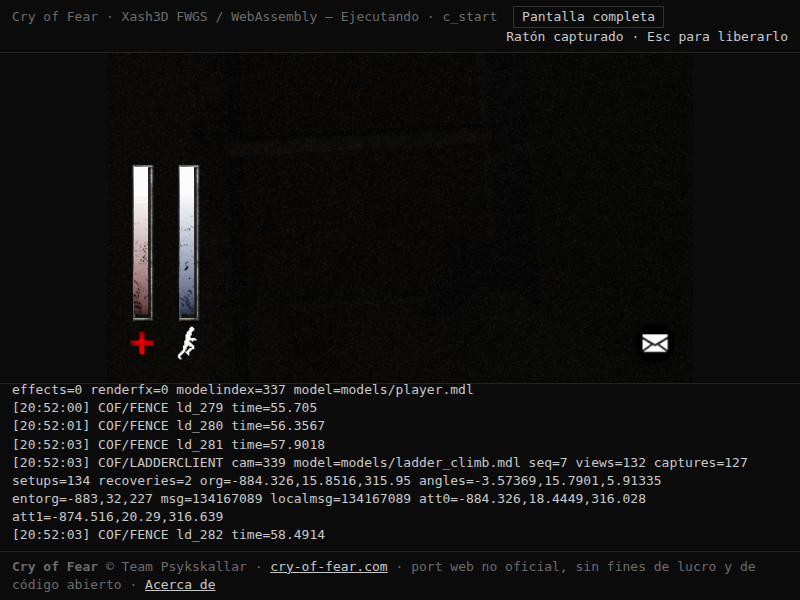 Cry of Fear · Xash3D FWGS / WebAssembly — Ejecutando · c_start
Pantalla completa
Ratón capturado · Esc para liberarlo
effects=0 renderfx=0 modelindex=337 model=models/player.mdl
[20:52:00] COF/FENCE ld_279 time=55.705
[20:52:01] COF/FENCE ld_280 time=56.3567
[20:52:03] COF/FENCE ld_281 time=57.9018
[20:52:03] COF/LADDERCLIENT cam=339 model=models/ladder_climb.mdl seq=7 views=132 captures=127
setups=134 recoveries=2 org=-884.326,15.8516,315.95 angles=-3.57369,15.7901,5.91335
entorg=-883,32,227 msg=134167089 localmsg=134167089 att0=-884.326,18.4449,316.028
att1=-874.516,20.29,316.639
[20:52:03] COF/FENCE ld_282 time=58.4914
Cry of Fear © Team Psykskallar · cry-of-fear.com · port web no oficial, sin fines de lucro y de
código abierto · Acerca de